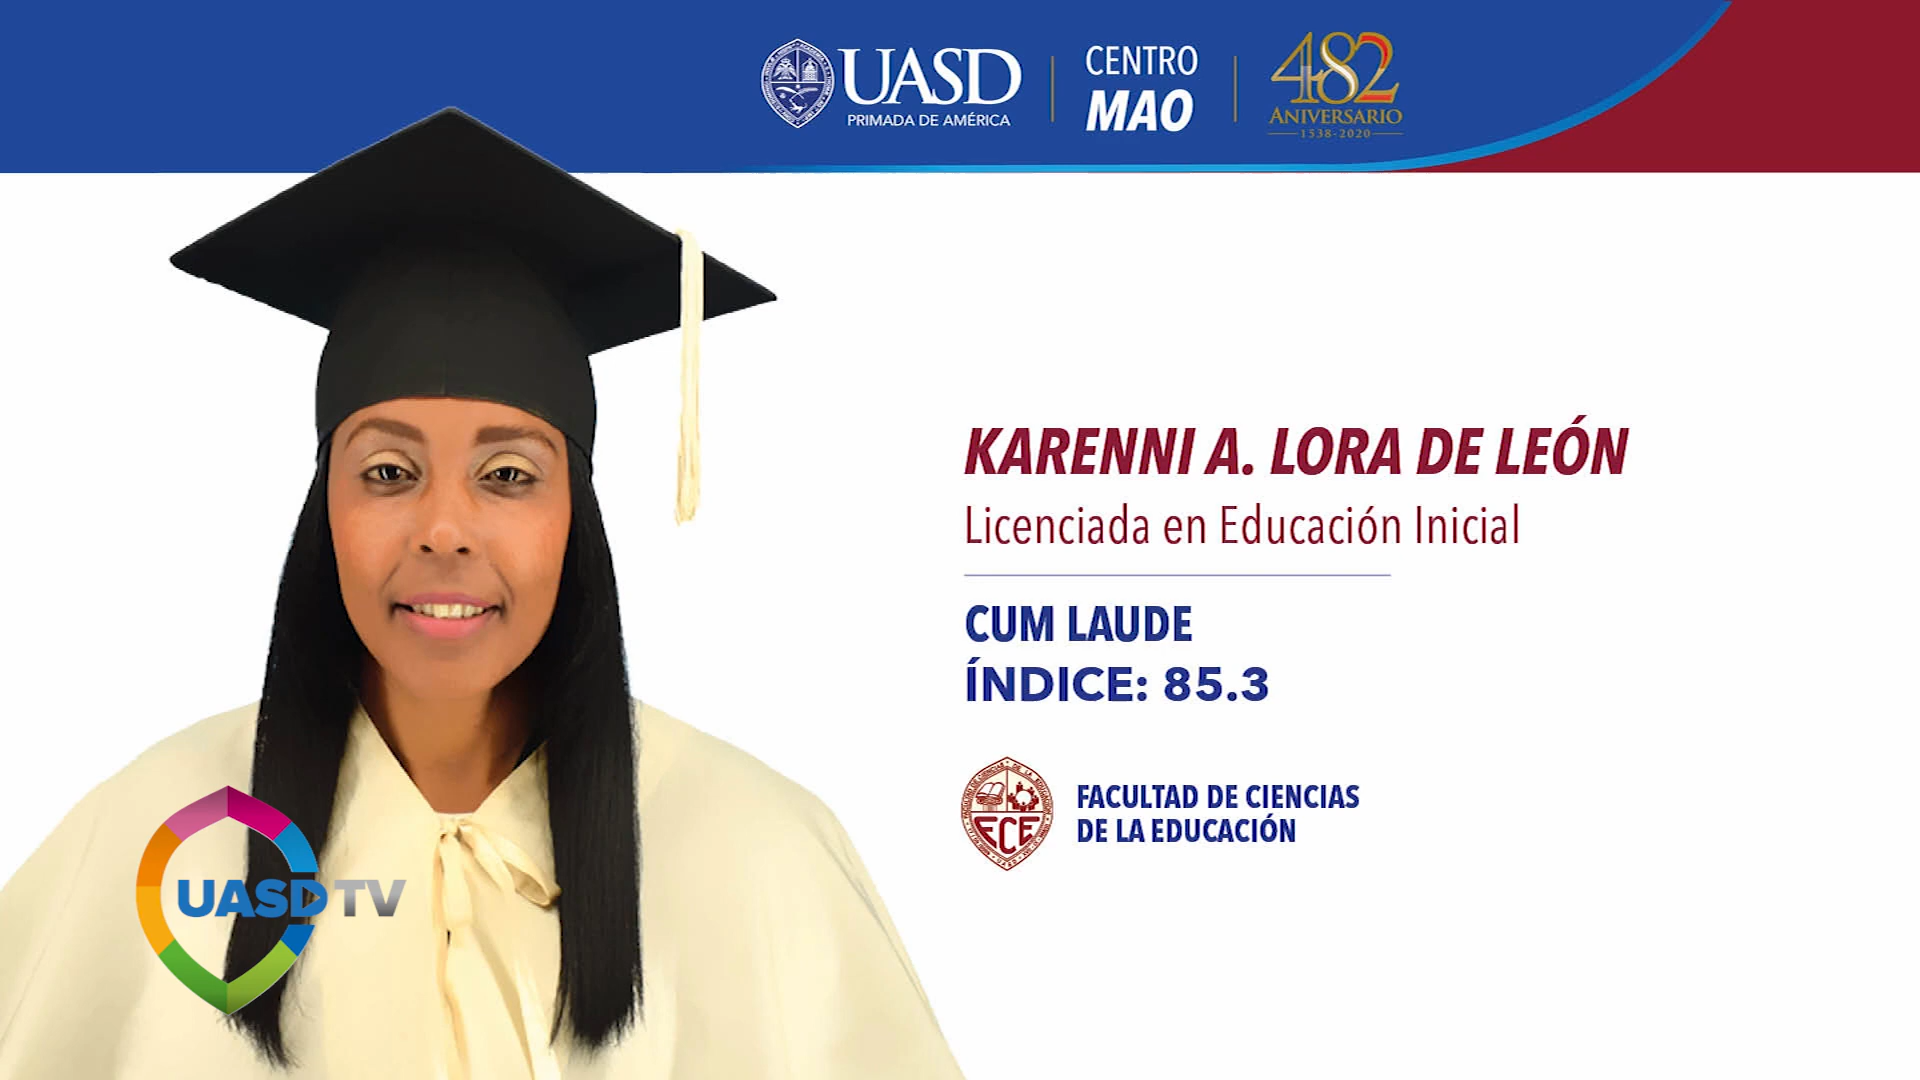 UASD
PRIMADA DE AMÉRICA
CENTRO
MAO
482
ANIVERSARIO
1538-2020
KARENNI A. LORA DE LEÓN
Licenciada en Educación Inicial
CUM LAUDE
ÍNDICE: 85.3
FCE
FACULTAD DE CIENCIAS
DE LA EDUCACIÓN
UASD TV